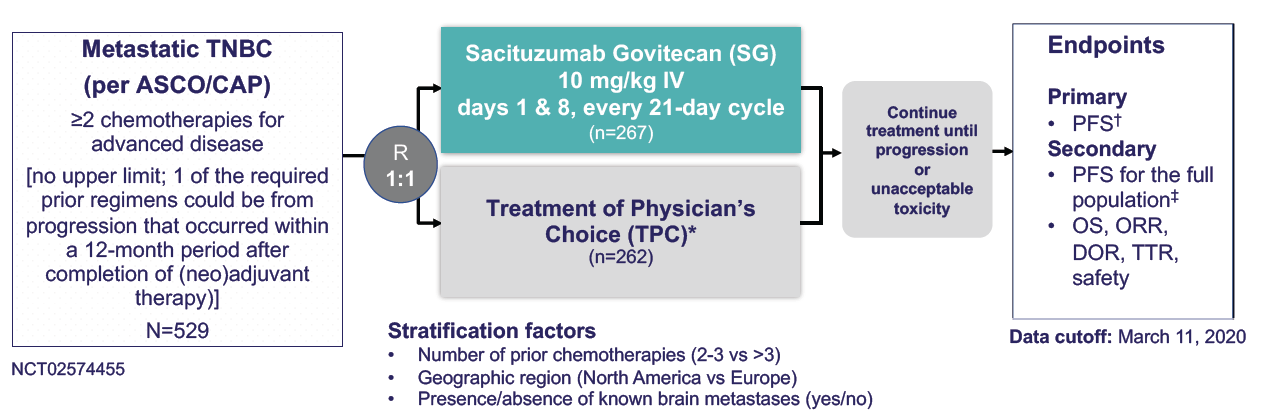 Metastatic TNBC
(per ASCO/CAP)
≥2 chemotherapies for
advanced disease
[no upper limit; 1 of the required
prior regimens could be from
progression that occurred within
a 12-month period after
completion of (neo)adjuvant
therapy)]
N=529
NCT02574455
R
1:1
Sacituzumab Govitecan (SG)
10 mg/kg IV
days 1 & 8, every 21-day cycle
(n=267)
Treatment of Physician’s
Choice (TPC)*
(n=262)
Continue
treatment until
progression
or
unacceptable
toxicity
Endpoints
Primary
• PFS†
Secondary
• PFS for the full
population‡
• OS, ORR,
DOR, TTR,
safety
Data cutoff: March 11, 2020
Stratification factors
• Number of prior chemotherapies (2-3 vs >3)
• Geographic region (North America vs Europe)
• Presence/absence of known brain metastases (yes/no)